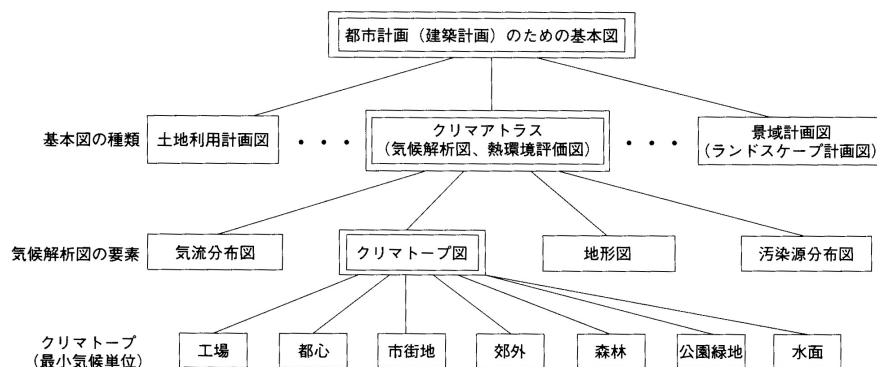 都市計画（建築計画）のための基本図
基本図の種類
土地利用計画図
・・・
クリマアトラス
（気候解析図、熱環境評価図）
・・・
景域計画図
（ランドスケープ計画図）
気候解析図の要素
気流分布図
クリマトープ図
地形図
汚染源分布図
クリマトープ
（最小気候単位）
工場
都心
市街地
郊外
森林
公園緑地
水面